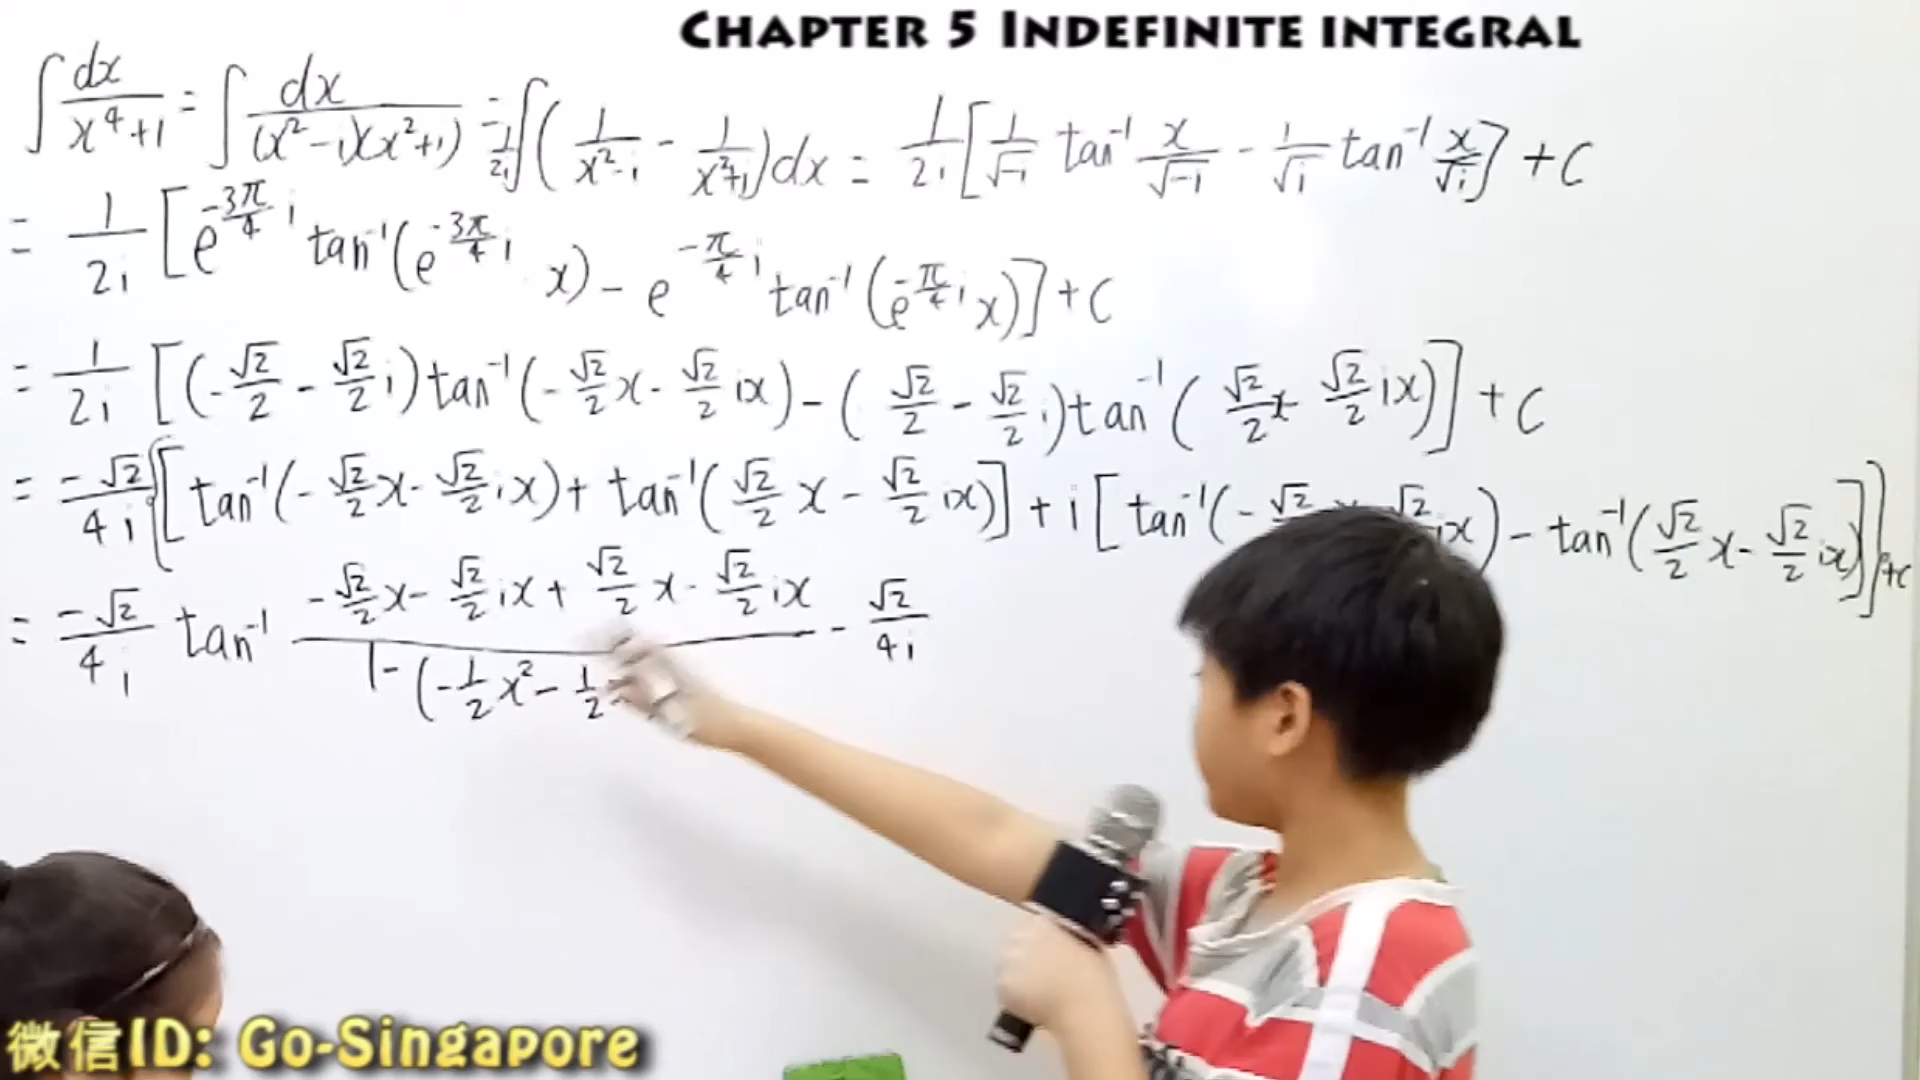 CHAPTER 5 INDEFINITE INTEGRAL
∫ dx/(x⁴+1) = ∫ dx/((x²-i)(x²+i)) = 1/2i ∫ (1/(x²-i) - 1/(x²+i)) dx = 1/2i [1/√-i tan⁻¹ x/√-i - 1/√i tan⁻¹ x/√i] + C
= 1/2i [e^(-3π/4 i) tan⁻¹(e^(-3π/4 i) x) - e^(-π/4 i) tan⁻¹(e^(-π/4 i) x)] + C
= 1/2i [(-√2/2 - √2/2 i) tan⁻¹(-√2/2 x - √2/2 ix) - (√2/2 - √2/2 i) tan⁻¹(√2/2 x √2/2 ix)] + C
= -√2/4i {[tan⁻¹(-√2/2 x - √2/2 ix) + tan⁻¹(√2/2 x - √2/2 ix)] + i [tan⁻¹(-√2 √2 ix) - tan⁻¹(√2/2 x - √2/2 ix)]} + C
= -√2/4i tan⁻¹ (-√2/2 x - √2/2 ix + √2/2 x - √2/2 ix)/(1-(-1/2 x² - 1/2 - √2/4i
微信ID: Go-Singapore